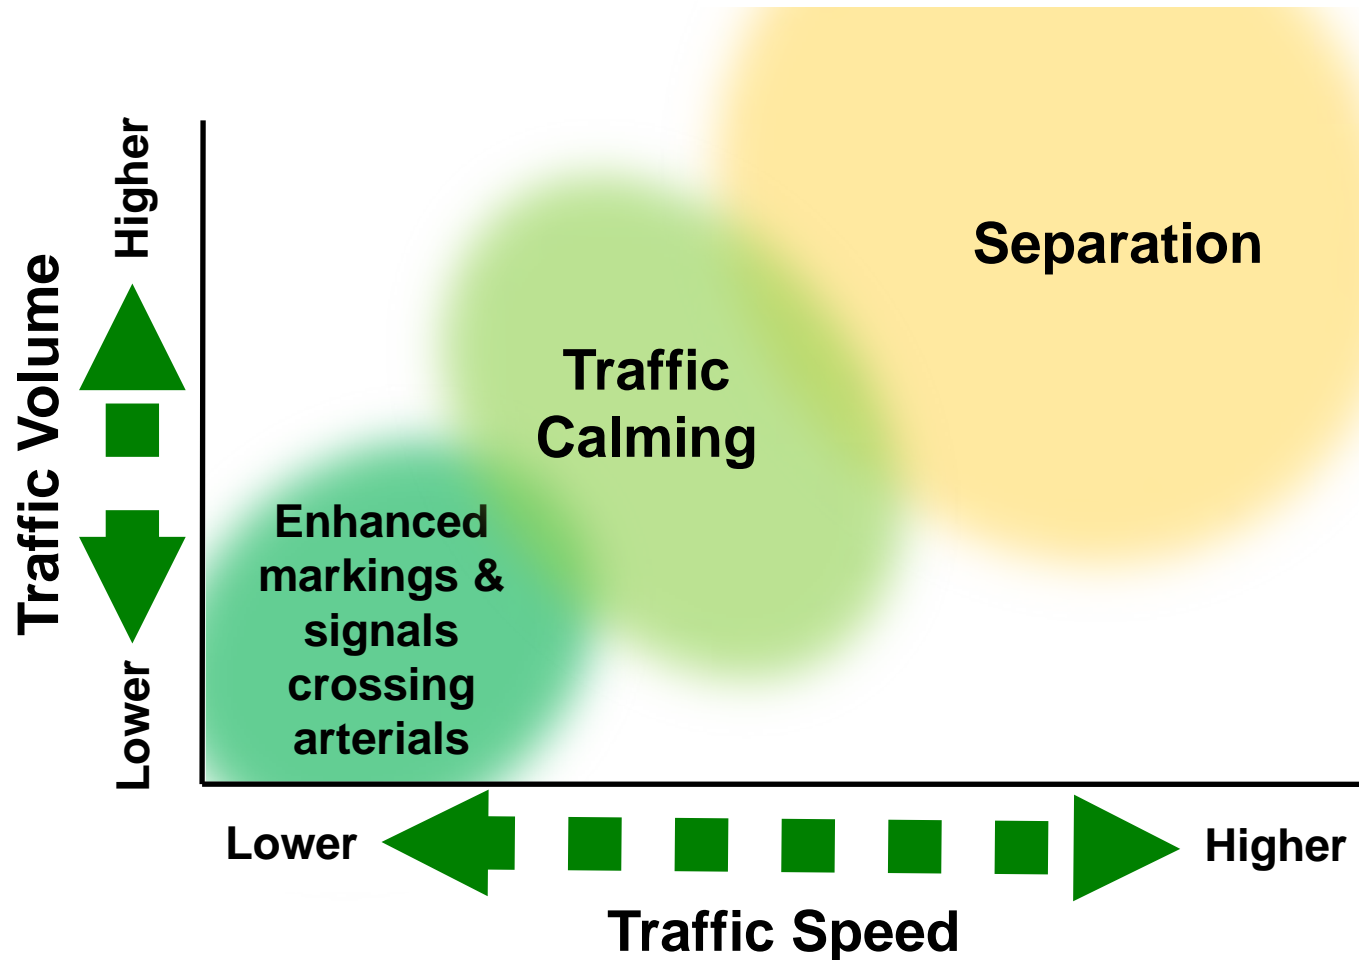 Higher
Traffic Volume
Lower
Separation
Traffic
Calming
Enhanced
markings &
signals
crossing
arterials
Lower
Higher
Traffic Speed